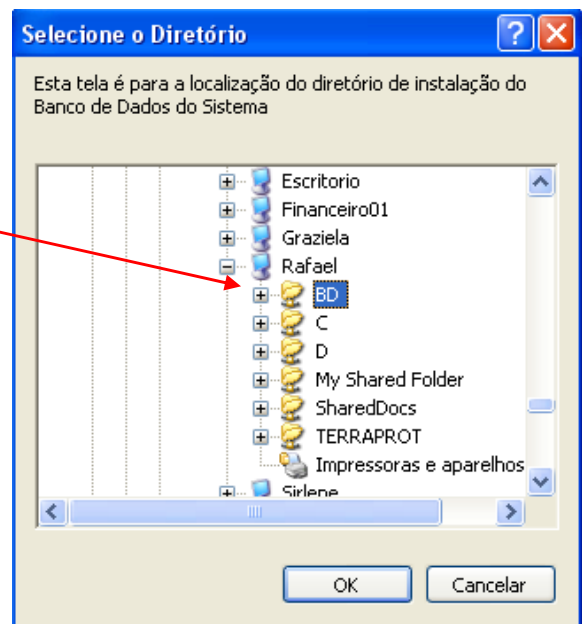 Selecione o Diretório
Esta tela é para a localização do diretório de instalação do
Banco de Dados do Sistema
Escritorio
Financeiro01
Graziela
Rafael
BD
C
D
My Shared Folder
SharedDocs
TERRAPROT
Impressoras e aparelhos
Sirlene
OK
Cancelar